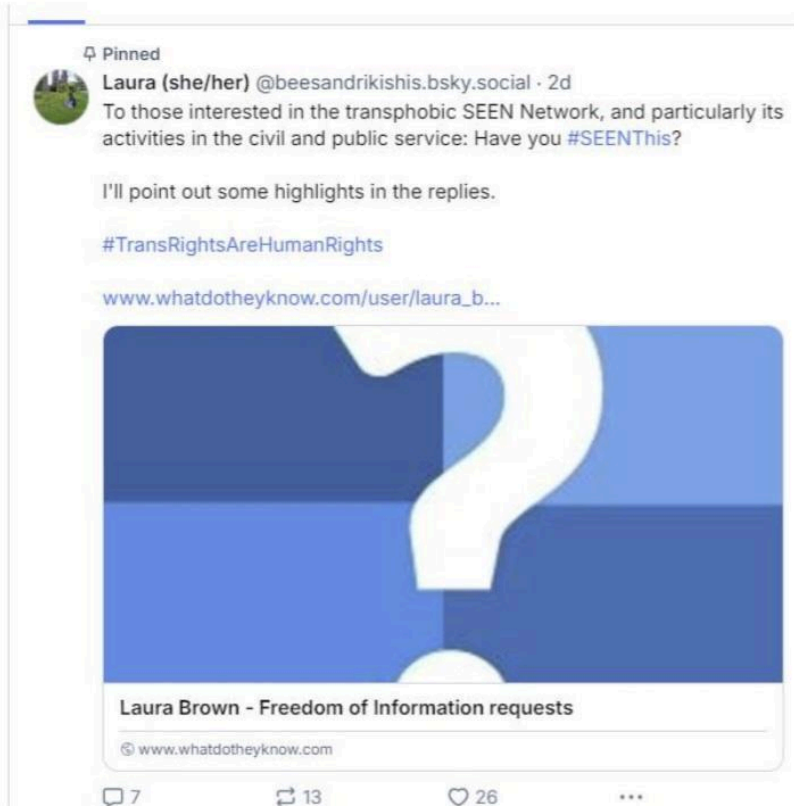 Pinned
Laura (she/her) @beesandrikishis.bsky.social · 2d
To those interested in the transphobic SEEN Network, and particularly its
activities in the civil and public service: Have you #SEENThis?
I'll point out some highlights in the replies.
#TransRightsAreHumanRights
www.whatdotheyknow.com/user/laura_b...
?
Laura Brown - Freedom of Information requests
www.whatdotheyknow.com
7 13 26 ...